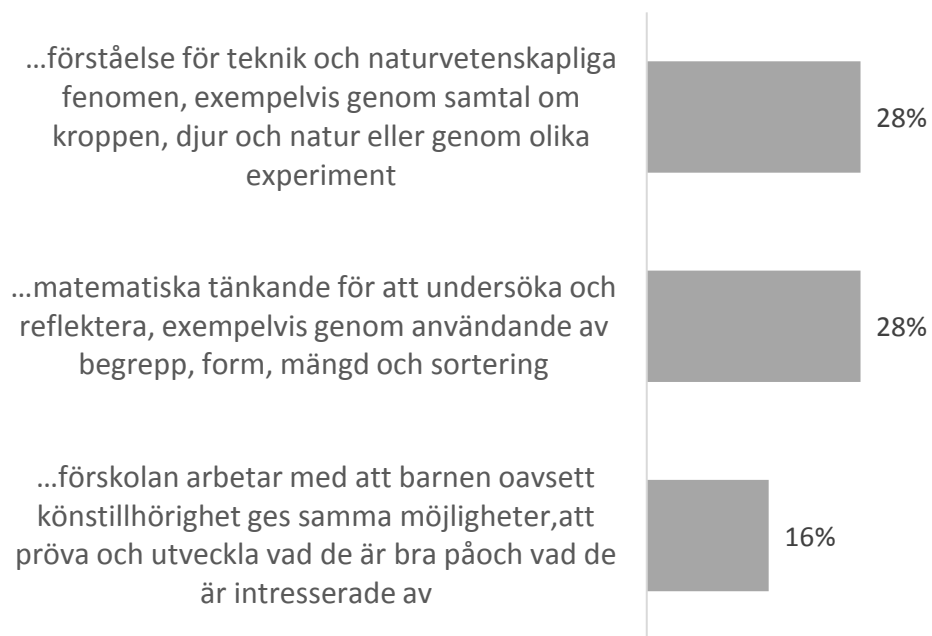 ...förståelse för teknik och naturvetenskapliga
fenomen, exempelvis genom samtal om
kroppen, djur och natur eller genom olika
experiment
28%
...matematiska tänkande för att undersöka och
reflektera, exempelvis genom användande av
begrepp, form, mängd och sortering
28%
...förskolan arbetar med att barnen oavsett
könstillhörighet ges samma möjligheter,att
pröva och utveckla vad de är bra påoch vad de
är intresserade av
16%